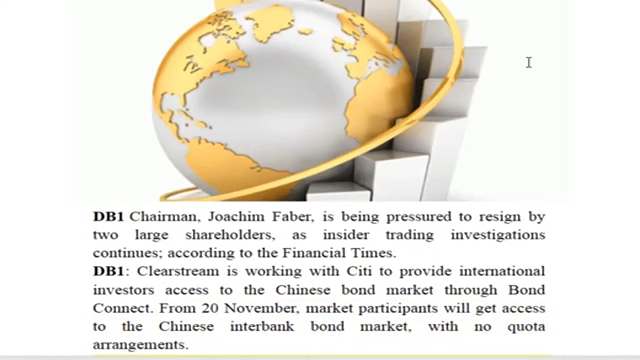 DB1 Chairman, Joachim Faber, is being pressured to resign by
two large shareholders, as insider trading investigations
continues; according to the Financial Times.
DB1: Clearstream is working with Citi to provide international
investors access to the Chinese bond market through Bond
Connect. From 20 November, market participants will get access
to the Chinese interbank bond market, with no quota
arrangements.